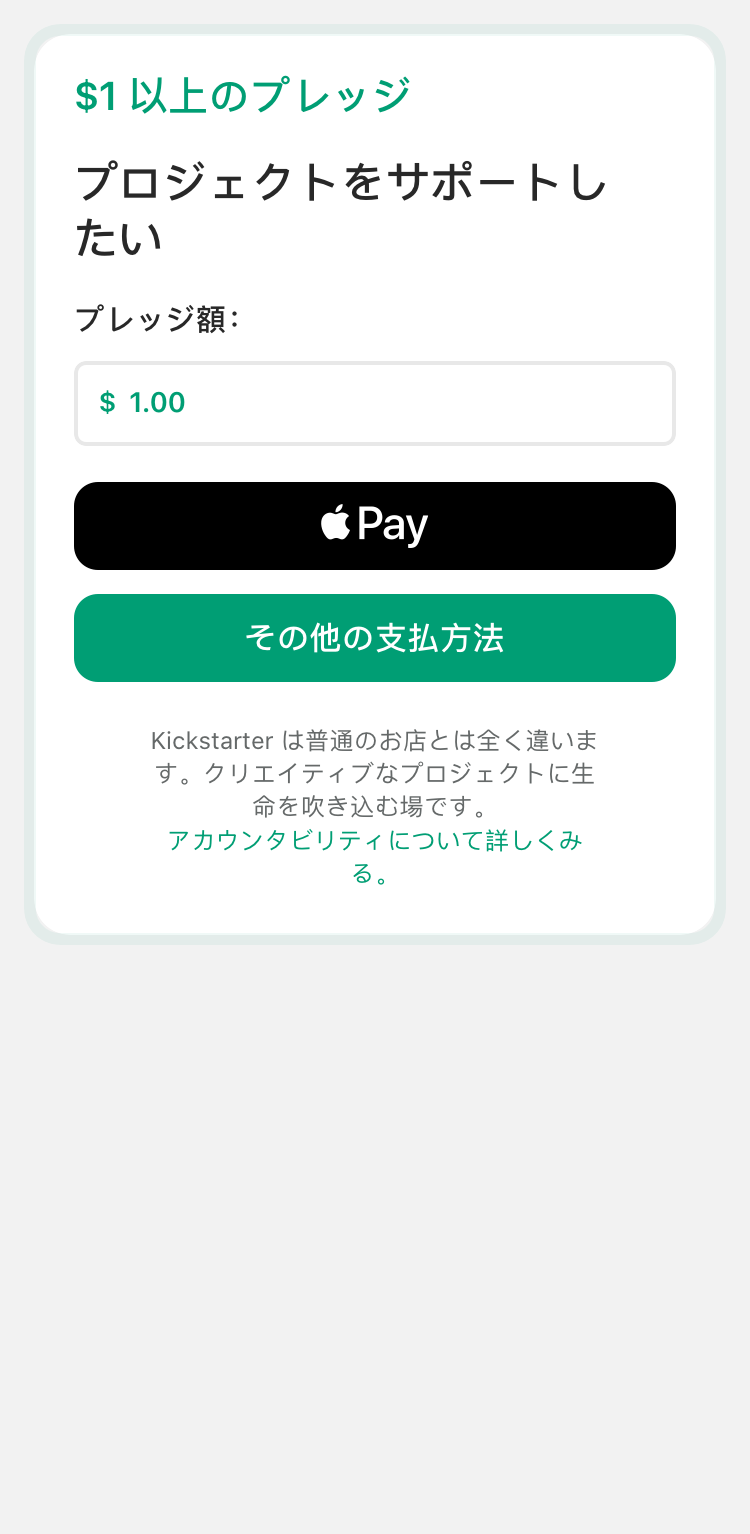 $1 以上のプレッジ
プロジェクトをサポートし
たい
プレッジ額:
$ 1.00
Pay
その他の支払方法
Kickstarter は普通のお店とは全く違いま
す。クリエイティブなプロジェクトに生
命を吹き込む場です。
アカウンタビリティについて詳しくみ
る。